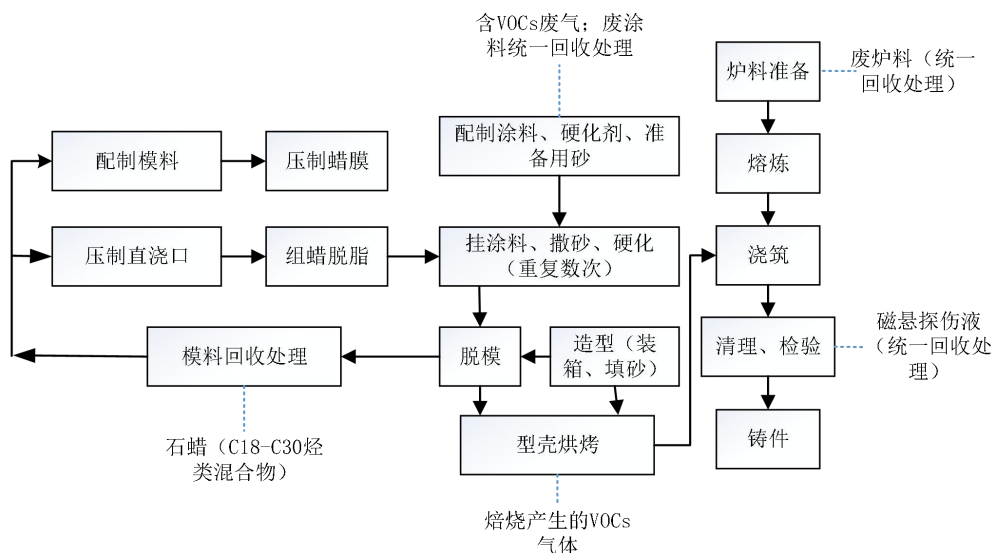 含VOCs废气；废涂
料统一回收处理
炉料准备
废炉料（统一
回收处理）
配制模料
压制蜡膜
配制涂料、硬化剂、准
备用砂
熔炼
压制直浇口
组蜡脱脂
挂涂料、撒砂、硬化
（重复数次）
浇筑
模料回收处理
脱模
造型（装
箱、填砂）
清理、检验
磁悬探伤液
（统一回收处
理）
石蜡（C18-C30烃
类混合物）
型壳烘烤
铸件
焙烧产生的VOCs
气体